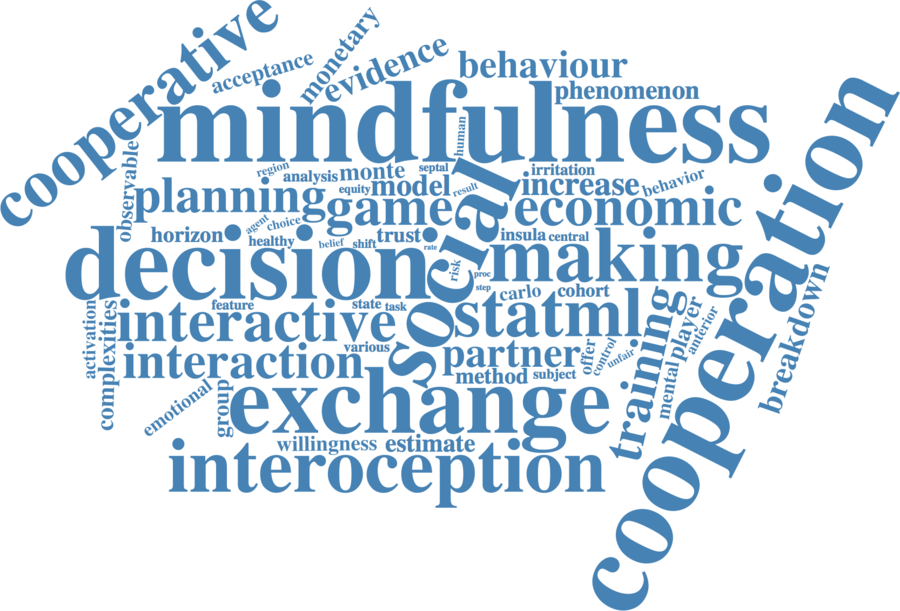 cooperative
acceptance
monetary
evidence
behaviour
phenomenon
mindfulness
human
cooperation
observable
region
analysis
monte
septal
irritation
planning
equity
model
result
increase
behavior
game
social
economic
agent
choice
horizon
healthy
belief
shift
trust
rate
insula
central
decision
making
risk
proc
step
carlo
cohort
activation
complexities
feature
state
task
interactive
statml
training
mental
player
anterior
breakdown
interaction
various
partner
offer
control
unfair
method
subject
emotional
group
exchange
willingness
estimate
interoception